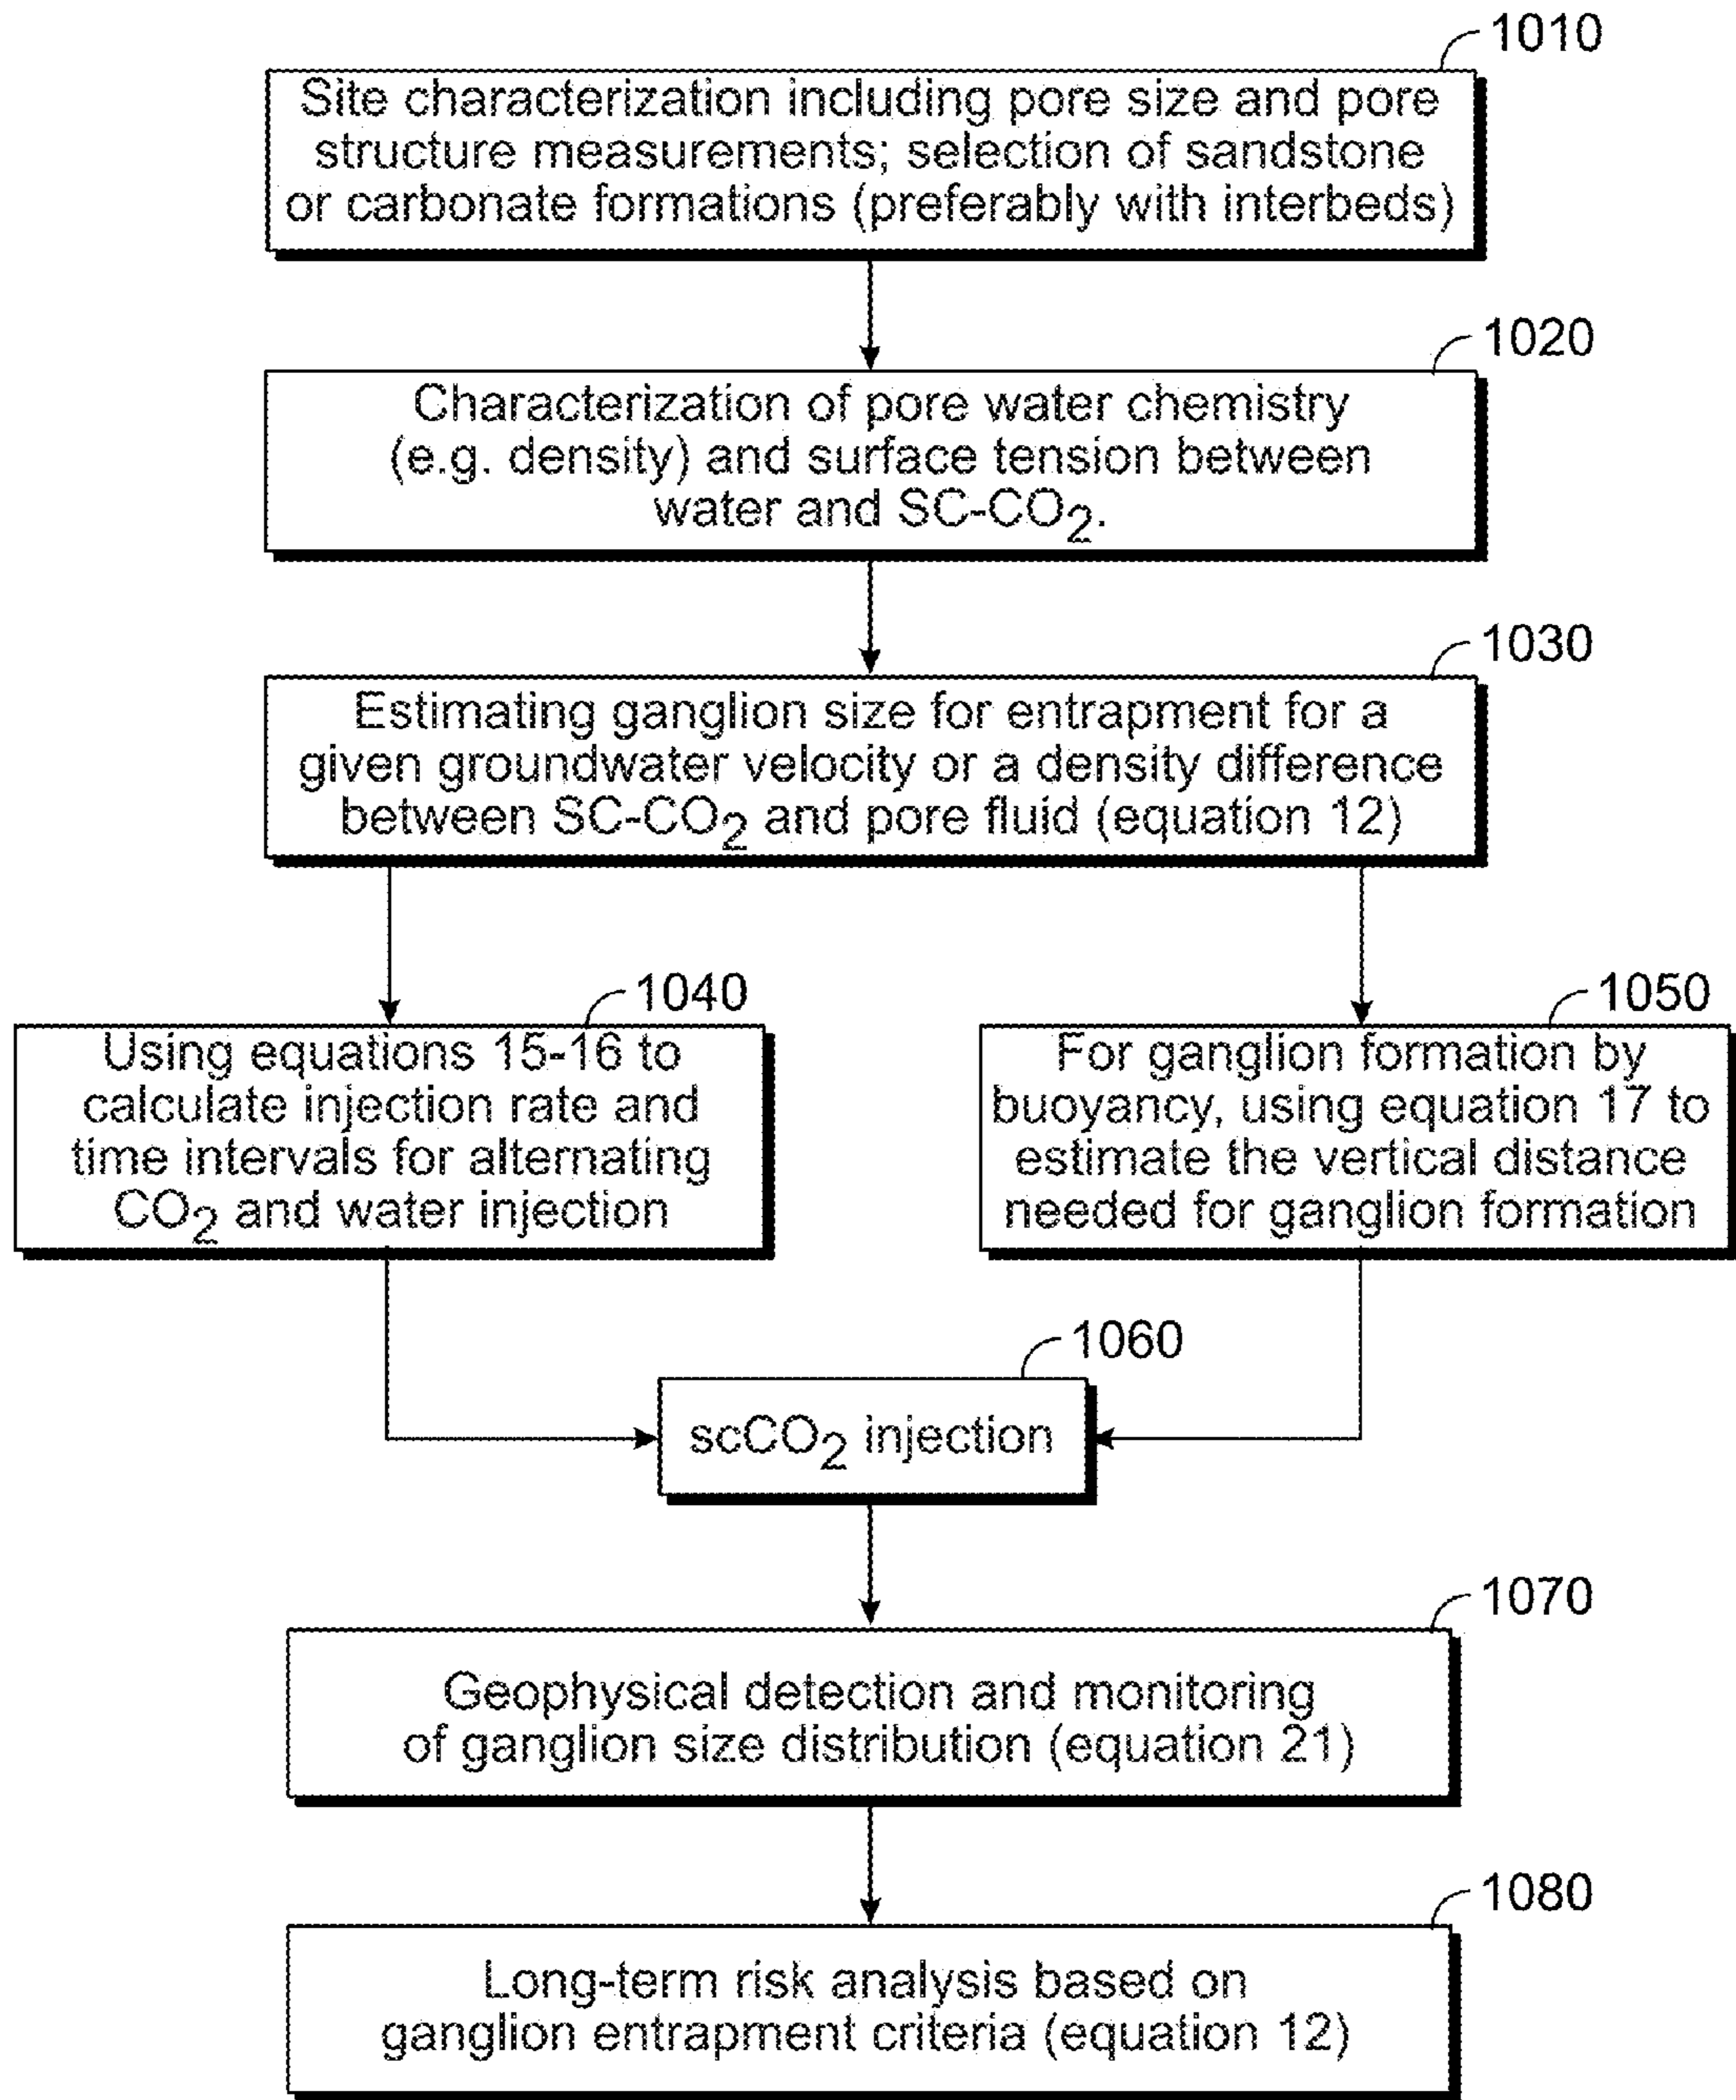 1010
Site characterization including pore size and pore
structure measurements; selection of sandstone
or carbonate formations (preferably with interbeds)
1020
Characterization of pore water chemistry
(e.g. density) and surface tension between
water and SC-CO₂.
1030
Estimating ganglion size for entrapment for a
given groundwater velocity or a density difference
between SC-CO₂ and pore fluid (equation 12)
1040
Using equations 15-16 to
calculate injection rate and
time intervals for alternating
CO₂ and water injection
1050
For ganglion formation by
buoyancy, using equation 17 to
estimate the vertical distance
needed for ganglion formation
1060
scCO₂ injection
1070
Geophysical detection and monitoring
of ganglion size distribution (equation 21)
1080
Long-term risk analysis based on
ganglion entrapment criteria (equation 12)